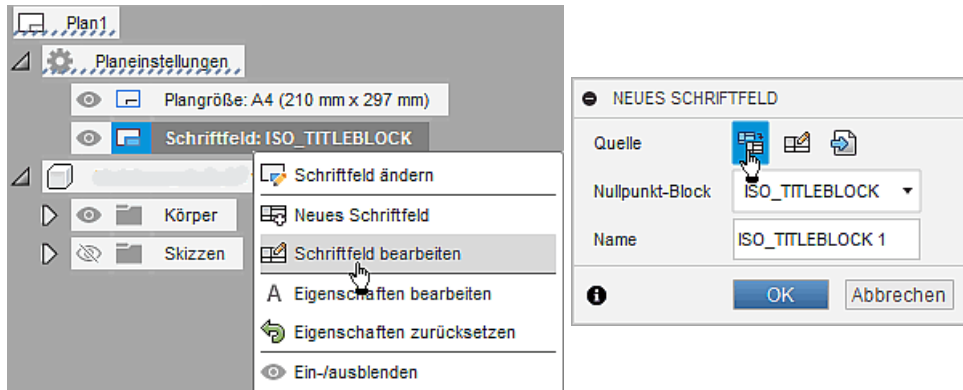 Plan1
Planeinstellungen
Plangröße: A4 (210 mm x 297 mm)
Schriftfeld: ISO_TITLEBLOCK
Körper
Skizzen
Schriftfeld ändern
Neues Schriftfeld
Schriftfeld bearbeiten
A Eigenschaften bearbeiten
Eigenschaften zurücksetzen
Ein-/ausblenden
NEUES SCHRIFTFELD
Quelle
Nullpunkt-Block ISO_TITLEBLOCK
Name ISO_TITLEBLOCK 1
OK Abbrechen